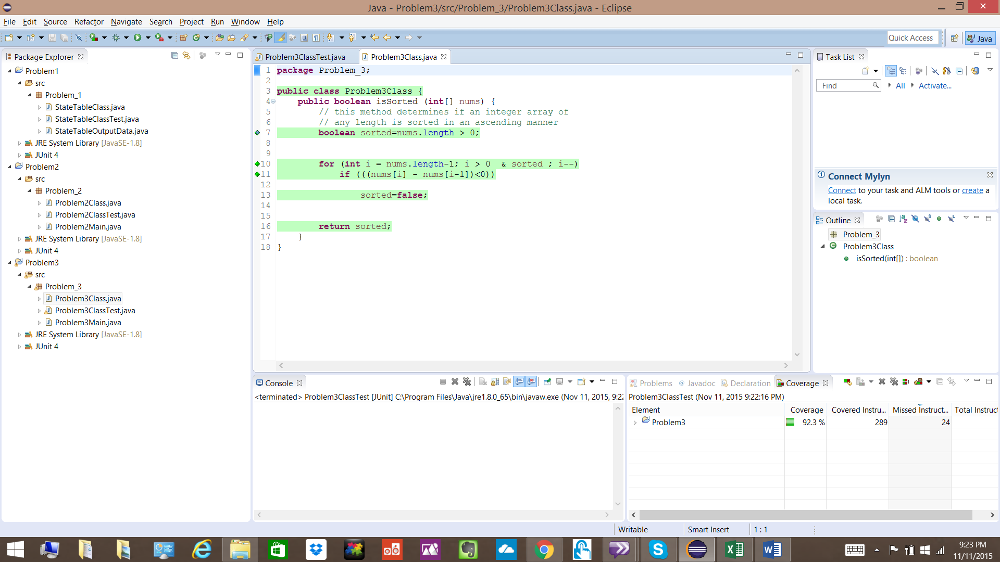 Java - Problem3/src/Problem_3/Problem3Class.java - Eclipse
File Edit Source Refactor Navigate Search Project Run Window Help
Quick Access
Java
Package Explorer
Problem1
src
Problem_1
StateTableClass.java
StateTableClassTest.java
StateTableOutputData.java
JRE System Library [JavaSE-1.8]
JUnit 4
Problem2
src
Problem_2
Problem2Class.java
Problem2ClassTest.java
Problem2Main.java
JRE System Library [JavaSE-1.8]
JUnit 4
Problem3
src
Problem_3
Problem3Class.java
Problem3ClassTest.java
Problem3Main.java
JRE System Library [JavaSE-1.8]
JUnit 4
Problem3ClassTest.java Problem3Class.java
1 package Problem_3;
2
3 public class Problem3Class {
4 public boolean isSorted (int[] nums) {
5 // this method determines if an integer array of
6 // any length is sorted in an ascending manner
7 boolean sorted=nums.length > 0;
8
9
10 for (int i = nums.length-1; i > 0 & sorted ; i--)
11 if (((nums[i] - nums[i-1])<0))
12
13 sorted=false;
14
15
16 return sorted;
17 }
18 }
Task List
Find
All Activate...
Connect Mylyn
Connect to your task and ALM tools or create a
local task.
Outline
Problem_3
Problem3Class
isSorted(int[]) : boolean
Console
<terminated> Problem3ClassTest [JUnit] C:\Program Files\Java\jre1.8.0_65\bin\javaw.exe (Nov 11, 2015, 9:22
Problems @ Javadoc Declaration Coverage
Problem3ClassTest (Nov 11, 2015 9:22:16 PM)
Element Coverage Covered Instru... Missed Instruct... Total Instruct
Problem3 92.3 % 289 24
Writable Smart Insert 1 : 1
9:23 PM
11/11/2015